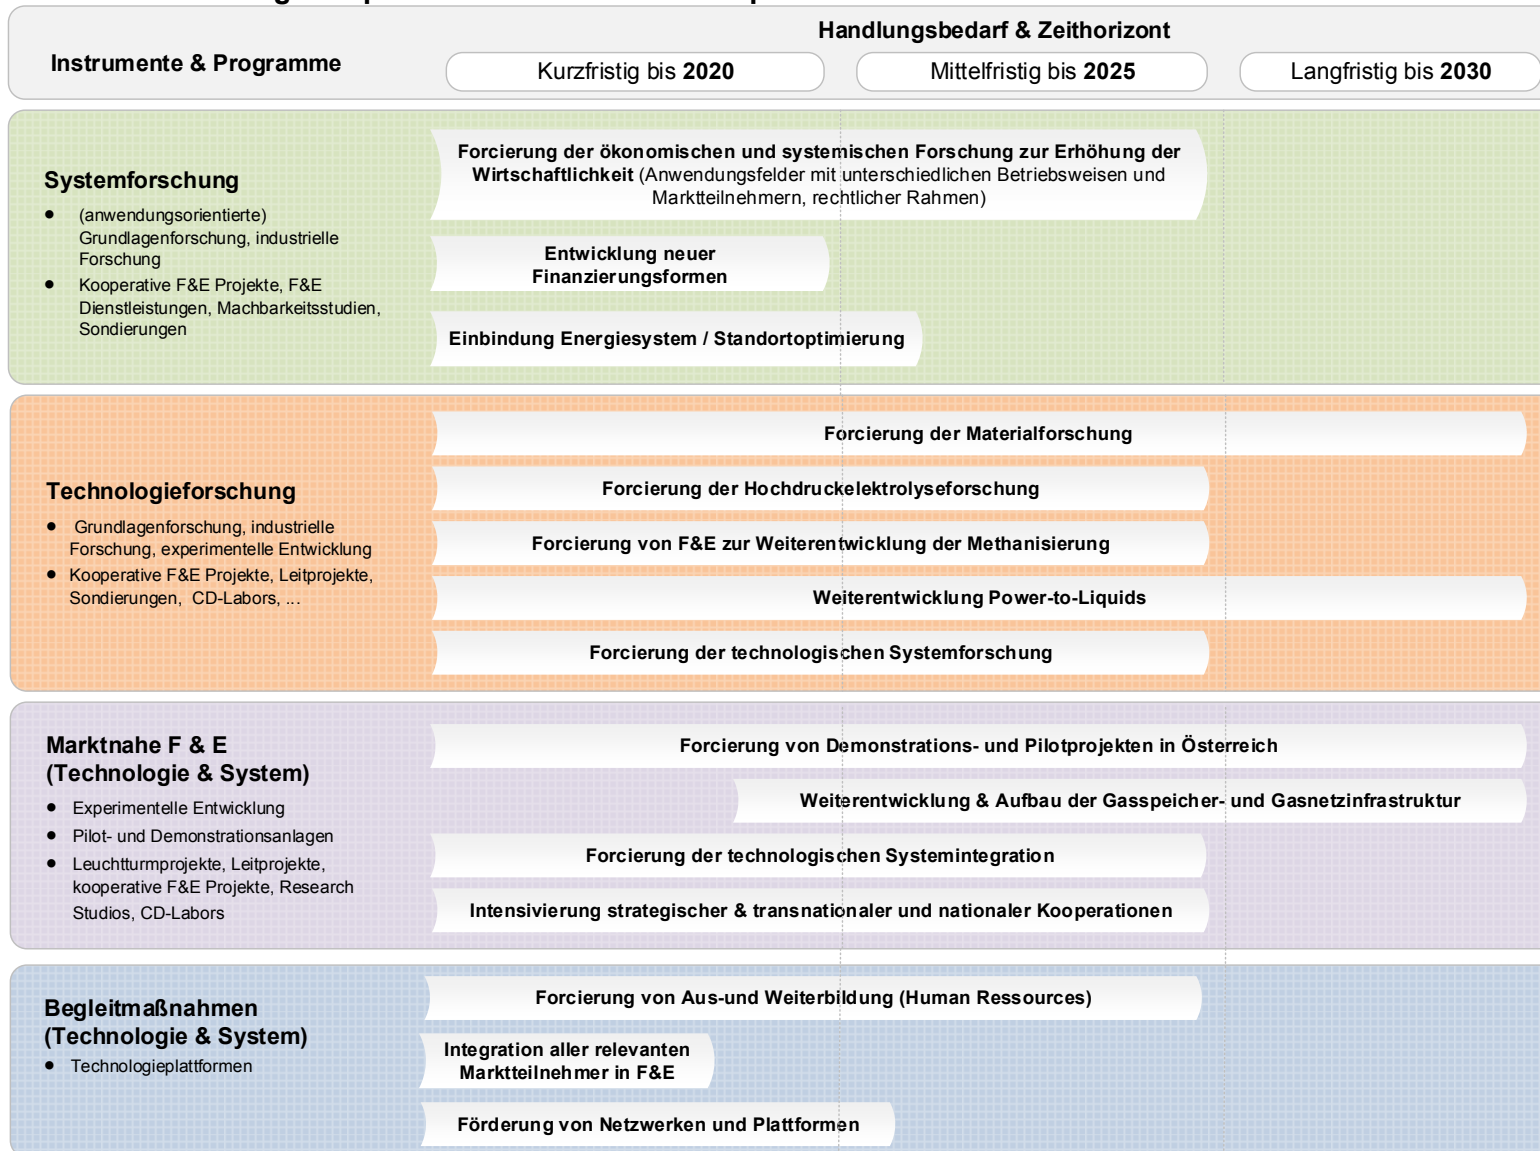 Handlungsbedarf & Zeithorizont
Instrumente & Programme
Kurzfristig bis 2020
Mittelfristig bis 2025
Langfristig bis 2030
Systemforschung
• (anwendungsorientierte)
Grundlagenforschung, industrielle
Forschung
• Kooperative F&E Projekte, F&E
Dienstleistungen, Machbarkeitsstudien,
Sondierungen
Forcierung der ökonomischen und systemischen Forschung zur Erhöhung der
Wirtschaftlichkeit (Anwendungsfelder mit unterschiedlichen Betriebsweisen und
Marktteilnehmern, rechtlicher Rahmen)
Entwicklung neuer
Finanzierungsformen
Einbindung Energiesystem / Standortoptimierung
Technologieforschung
• Grundlagenforschung, industrielle
Forschung, experimentelle Entwicklung
• Kooperative F&E Projekte, Leitprojekte,
Sondierungen, CD-Labors, ...
Forcierung der Materialforschung
Forcierung der Hochdruckelektrolyseforschung
Forcierung von F&E zur Weiterentwicklung der Methanisierung
Weiterentwicklung Power-to-Liquids
Forcierung der technologischen Systemforschung
Marktnahe F & E
(Technologie & System)
• Experimentelle Entwicklung
• Pilot- und Demonstrationsanlagen
• Leuchtturmprojekte, Leitprojekte,
kooperative F&E Projekte, Research
Studios, CD-Labors
Forcierung von Demonstrations- und Pilotprojekten in Österreich
Weiterentwicklung & Aufbau der Gasspeicher- und Gasnetzinfrastruktur
Forcierung der technologischen Systemintegration
Intensivierung strategischer & transnationaler und nationaler Kooperationen
Begleitmaßnahmen
(Technologie & System)
• Technologieplattformen
Forcierung von Aus-und Weiterbildung (Human Ressources)
Integration aller relevanten
Marktteilnehmer in F&E
Förderung von Netzwerken und Plattformen